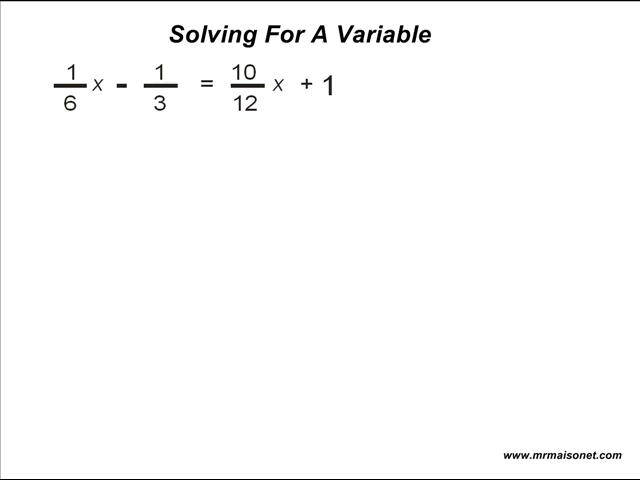 Solving For A Variable
1/6 x - 1/3 = 10/12 x + 1
www.mrmaisonet.com